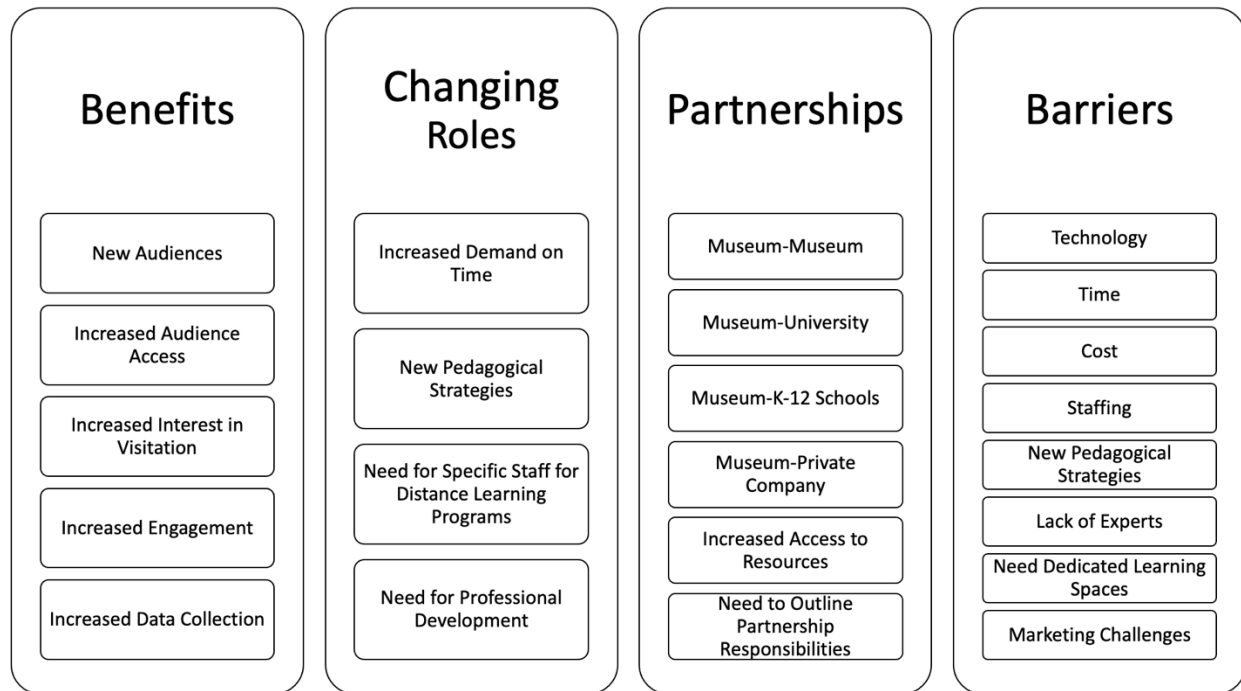 Benefits
New Audiences
Increased Audience
Access
Increased Interest in
Visitation
Increased Engagement
Increased Data Collection
Changing
Roles
Increased Demand on
Time
New Pedagogical
Strategies
Need for Specific Staff for
Distance Learning
Programs
Need for Professional
Development
Partnerships
Museum-Museum
Museum-University
Museum-K-12 Schools
Museum-Private
Company
Increased Access to
Resources
Need to Outline
Partnership
Responsibilities
Barriers
Technology
Time
Cost
Staffing
New Pedagogical
Strategies
Lack of Experts
Need Dedicated Learning
Spaces
Marketing Challenges